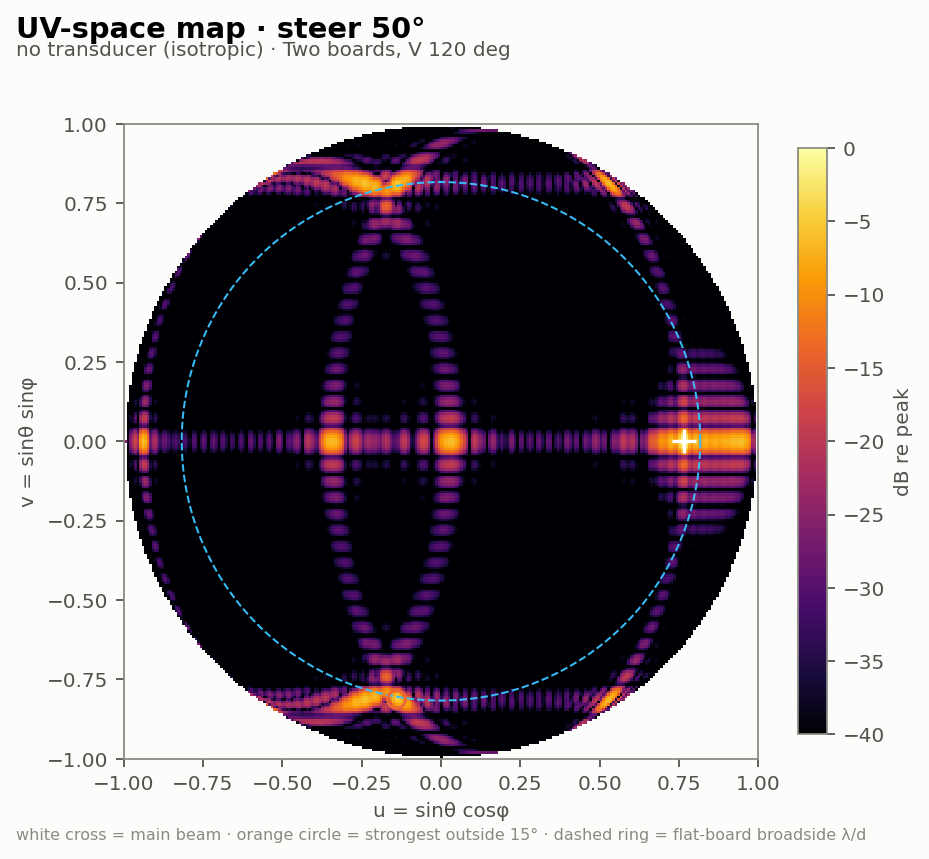 UV-space map · steer 50°
no transducer (isotropic) · Two boards, V 120 deg
1.00
0.75
0.50
0.25
0.00
−0.25
−0.50
−0.75
−1.00
v = sinθ sinφ
−1.00 −0.75 −0.50 −0.25 0.00 0.25 0.50 0.75 1.00
u = sinθ cosφ
0
−5
−10
−15
−20
−25
−30
−35
−40
dB re peak
white cross = main beam · orange circle = strongest outside 15° · dashed ring = flat-board broadside λ/d